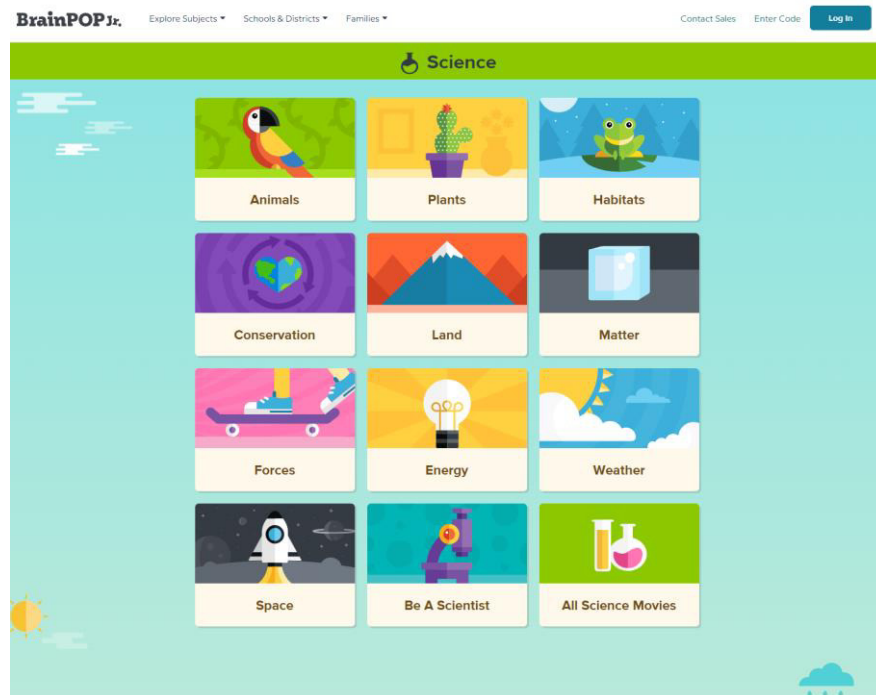 BrainPOP Jr. Explore Subjects Schools & Districts Families Contact Sales Enter Code Log In
Science
Animals Plants Habitats
Conservation Land Matter
Forces Energy Weather
Space Be A Scientist All Science Movies